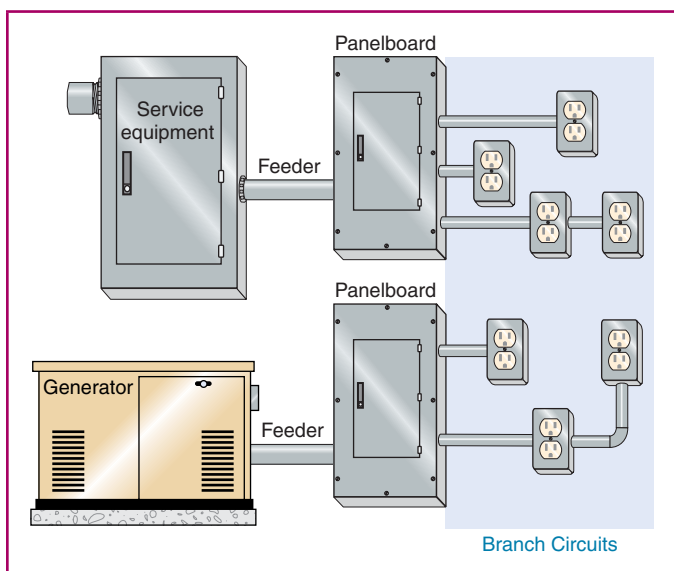 Panelboard
Service
equipment
Feeder
Panelboard
Generator
Feeder
Branch Circuits